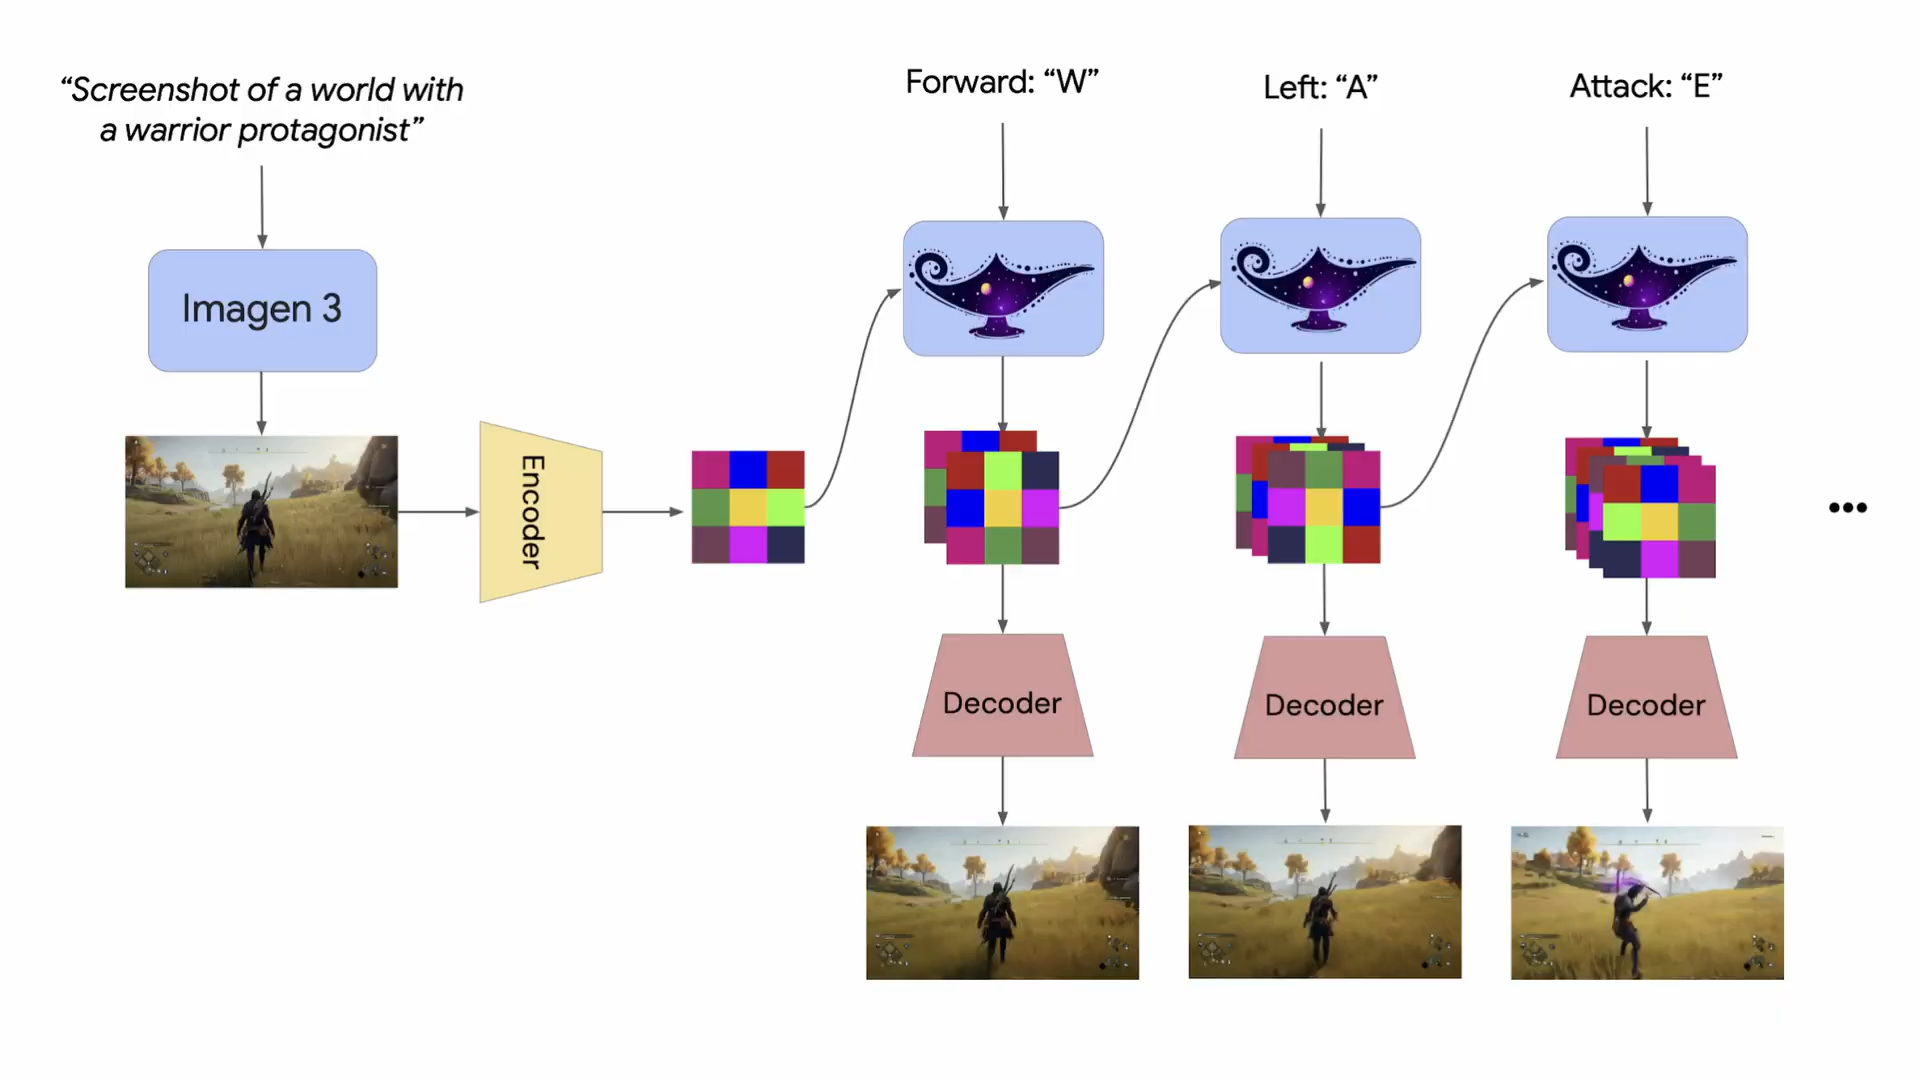 “Screenshot of a world with
a warrior protagonist”
Imagen 3
Encoder
Forward: “W”
Left: “A”
Attack: “E”
Decoder
Decoder
Decoder
•••